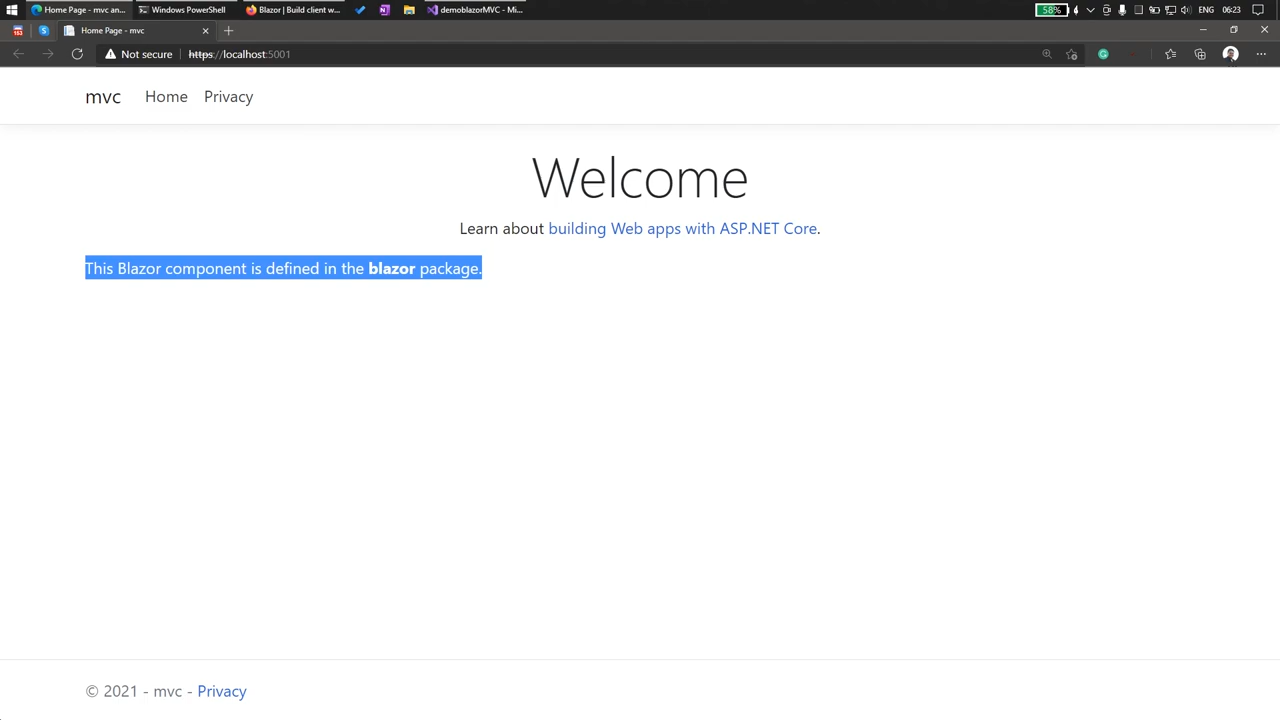 Home Page - mvc an...
Windows PowerShell
Blazor | Build client w...
demoblazorMVC - Mi...
58%
ENG
06:23
Home Page - mvc
Not secure
https://localhost:5001
mvc
Home
Privacy
Welcome
Learn about building Web apps with ASP.NET Core.
This Blazor component is defined in the blazor package.
© 2021 - mvc - Privacy